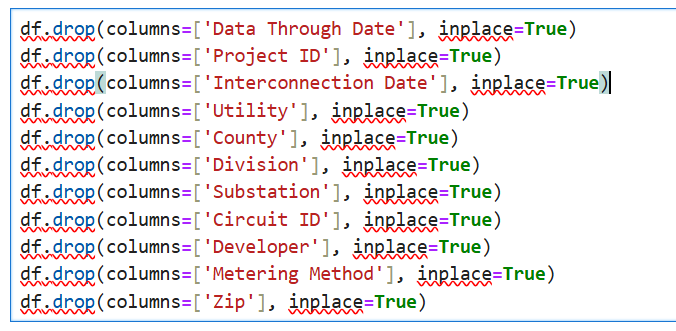 df.drop(columns=['Data Through Date'], inplace=True)
df.drop(columns=['Project ID'], inplace=True)
df.drop(columns=['Interconnection Date'], inplace=True)
df.drop(columns=['Utility'], inplace=True)
df.drop(columns=['County'], inplace=True)
df.drop(columns=['Division'], inplace=True)
df.drop(columns=['Substation'], inplace=True)
df.drop(columns=['Circuit ID'], inplace=True)
df.drop(columns=['Developer'], inplace=True)
df.drop(columns=['Metering Method'], inplace=True)
df.drop(columns=['Zip'], inplace=True)